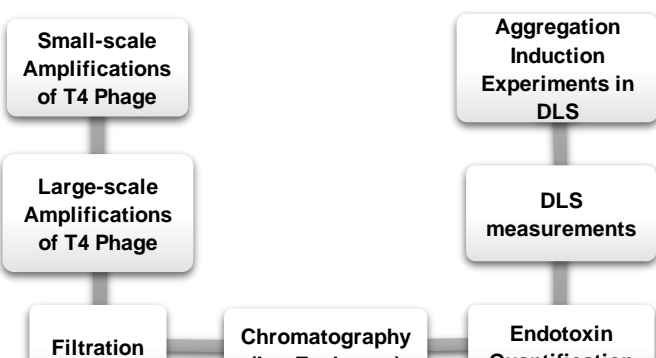 Small-scale
Amplifications
of T4 Phage
Large-scale
Amplifications
of T4 Phage
Filtration
Chromatography
Endotoxin
Quantification
DLS
measurements
Aggregation
Induction
Experiments in
DLS